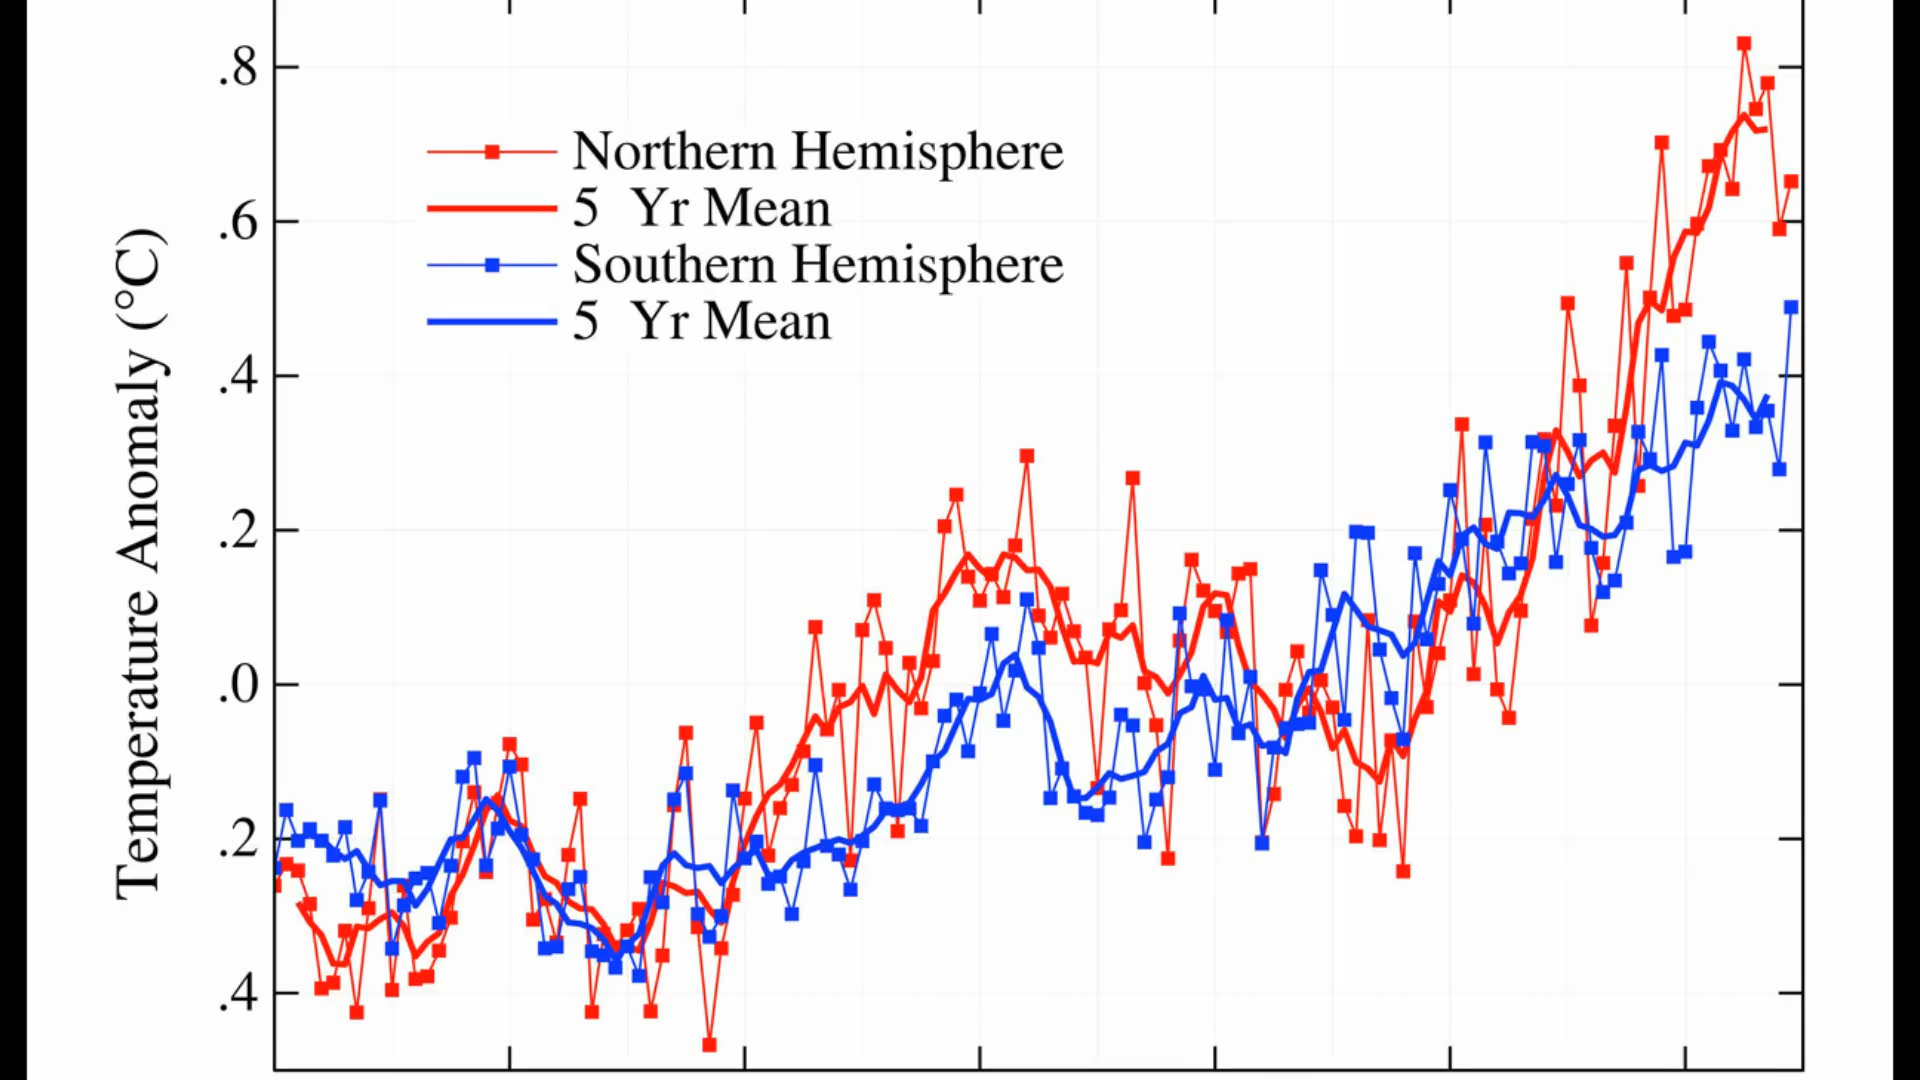 .8
.6
.4
.2
.0
.2
.4
Temperature Anomaly (°C)
Northern Hemisphere
5 Yr Mean
Southern Hemisphere
5 Yr Mean